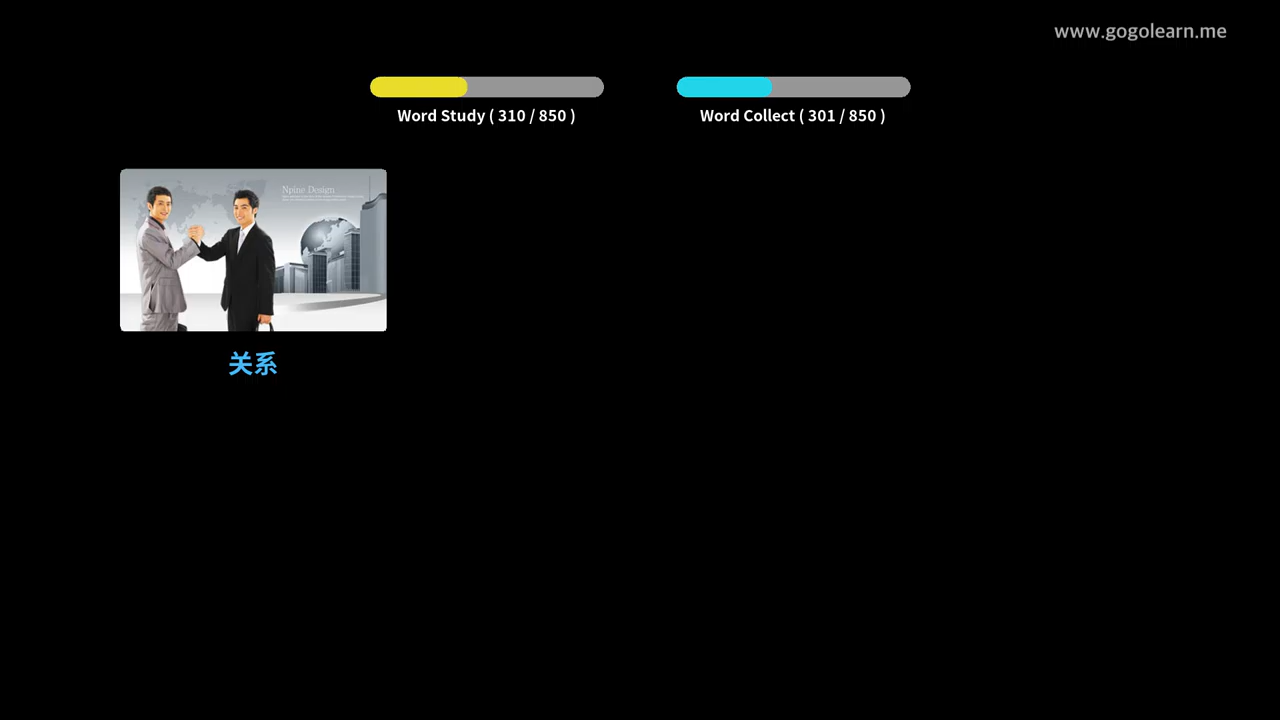 www.gogolearn.me
Word Study ( 310 / 850 )
Word Collect ( 301 / 850 )
Npine Design
关系